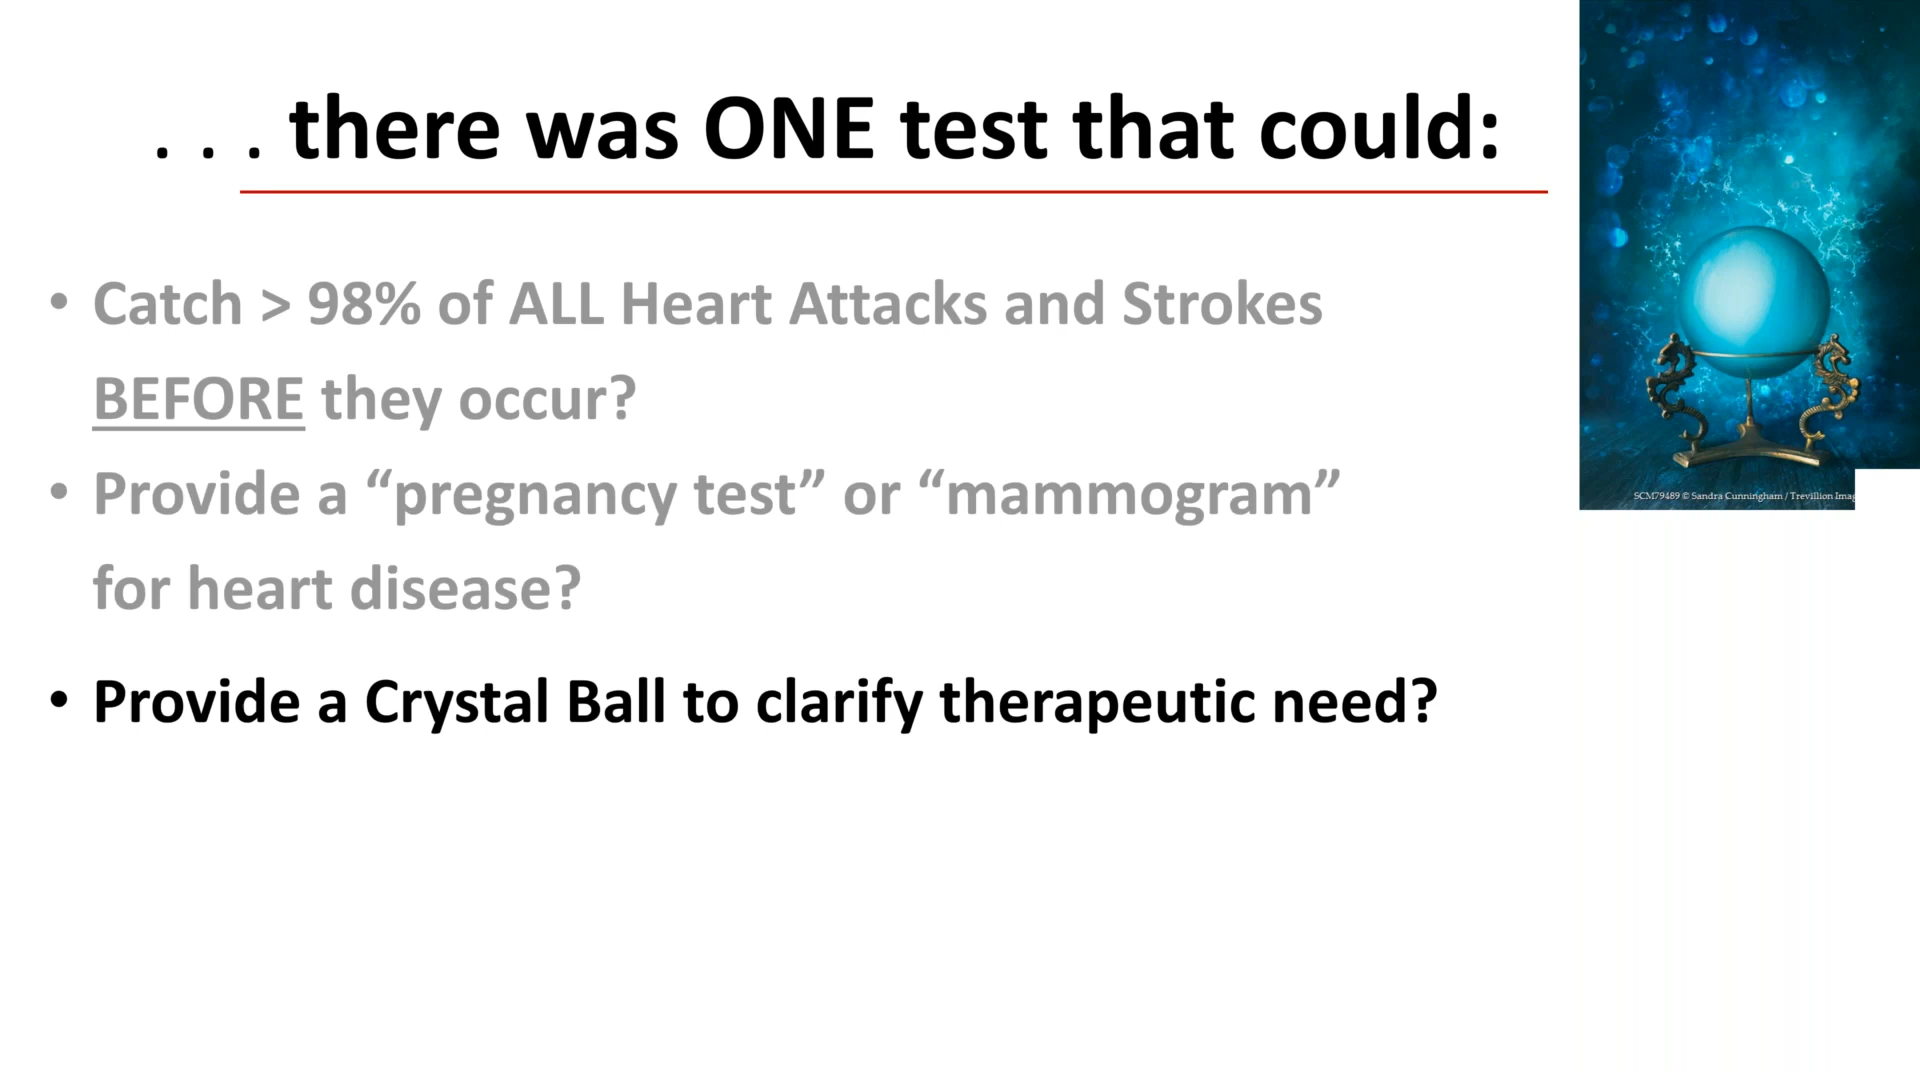 . . . there was ONE test that could:
• Catch > 98% of ALL Heart Attacks and Strokes
BEFORE they occur?
• Provide a “pregnancy test” or “mammogram”
for heart disease?
• Provide a Crystal Ball to clarify therapeutic need?
SCM79489 © Sandra Cunningham / Trevillion Imag